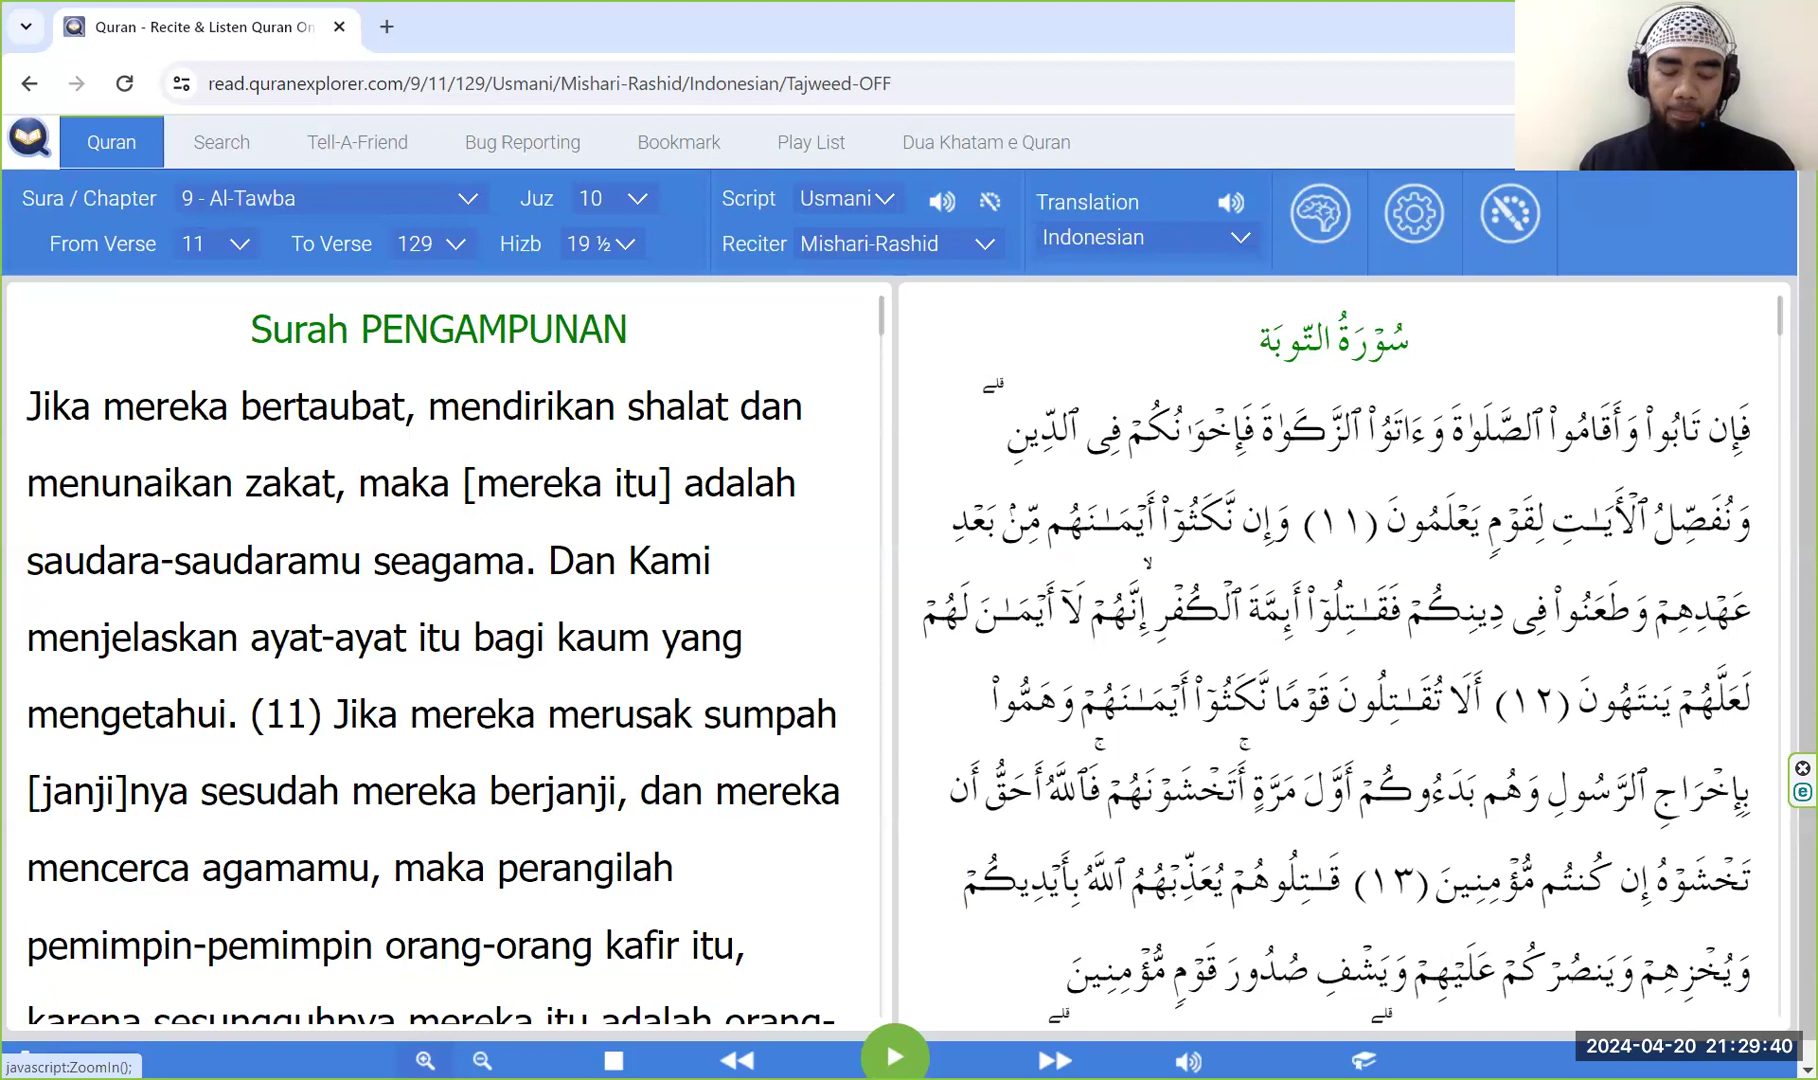 Quran - Recite & Listen Quran On
read.quranexplorer.com/9/11/129/Usmani/Mishari-Rashid/Indonesian/Tajweed-OFF
Quran Search Tell-A-Friend Bug Reporting Bookmark Play List Dua Khatam e Quran
Sura / Chapter 9 - Al-Tawba Juz 10 Script Usmani Translation
From Verse 11 To Verse 129 Hizb 19 ½ Reciter Mishari-Rashid Indonesian
Surah PENGAMPUNAN
Jika mereka bertaubat, mendirikan shalat dan
menunaikan zakat, maka [mereka itu] adalah
saudara-saudaramu seagama. Dan Kami
menjelaskan ayat-ayat itu bagi kaum yang
mengetahui. (11) Jika mereka merusak sumpah
[janji]nya sesudah mereka berjanji, dan mereka
mencerca agamamu, maka perangilah
pemimpin-pemimpin orang-orang kafir itu,
karena sesungguhnya mereka itu adalah orang-
سُوْرَةُ التّوبَة
فَإِن تَابُوا۟ وَأَقَامُوا۟ ٱلصَّلَوٰةَ وَءَاتَوُا۟ ٱلزَّكَوٰةَ فَإِخْوَٰنُكُمْ فِى ٱلدِّينِ ۗ
وَنُفَصِّلُ ٱلْأَيَـٰتِ لِقَوْمٍ يَعْلَمُونَ (١١) وَإِن نَّكَثُوٓا۟ أَيْمَـٰنَهُم مِّنۢ بَعْدِ
عَهْدِهِمْ وَطَعَنُوا۟ فِى دِينِكُمْ فَقَـٰتِلُوٓا۟ أَئِمَّةَ ٱلْكُفْرِ ۙ إِنَّهُمْ لَآ أَيْمَـٰنَ لَهُمْ
لَعَلَّهُمْ يَنتَهُونَ (١٢) أَلَا تُقَـٰتِلُونَ قَوْمًا نَّكَثُوٓا۟ أَيْمَـٰنَهُمْ وَهَمُّوا۟
بِإِخْرَاجِ ٱلرَّسُولِ وَهُم بَدَءُوكُمْ أَوَّلَ مَرَّةٍ ۚ أَتَخْشَوْنَهُمْ ۚ فَٱللَّهُ أَحَقُّ أَن
تَخْشَوْهُ إِن كُنتُم مُّؤْمِنِينَ (١٣) قَـٰتِلُوهُمْ يُعَذِّبْهُمُ ٱللَّهُ بِأَيْدِيكُمْ
وَيُخْزِهِمْ وَيَنصُرْكُمْ عَلَيْهِمْ وَيَشْفِ صُدُورَ قَوْمٍ مُّؤْمِنِينَ
javascript:ZoomIn();
2024-04-20 21:29:40